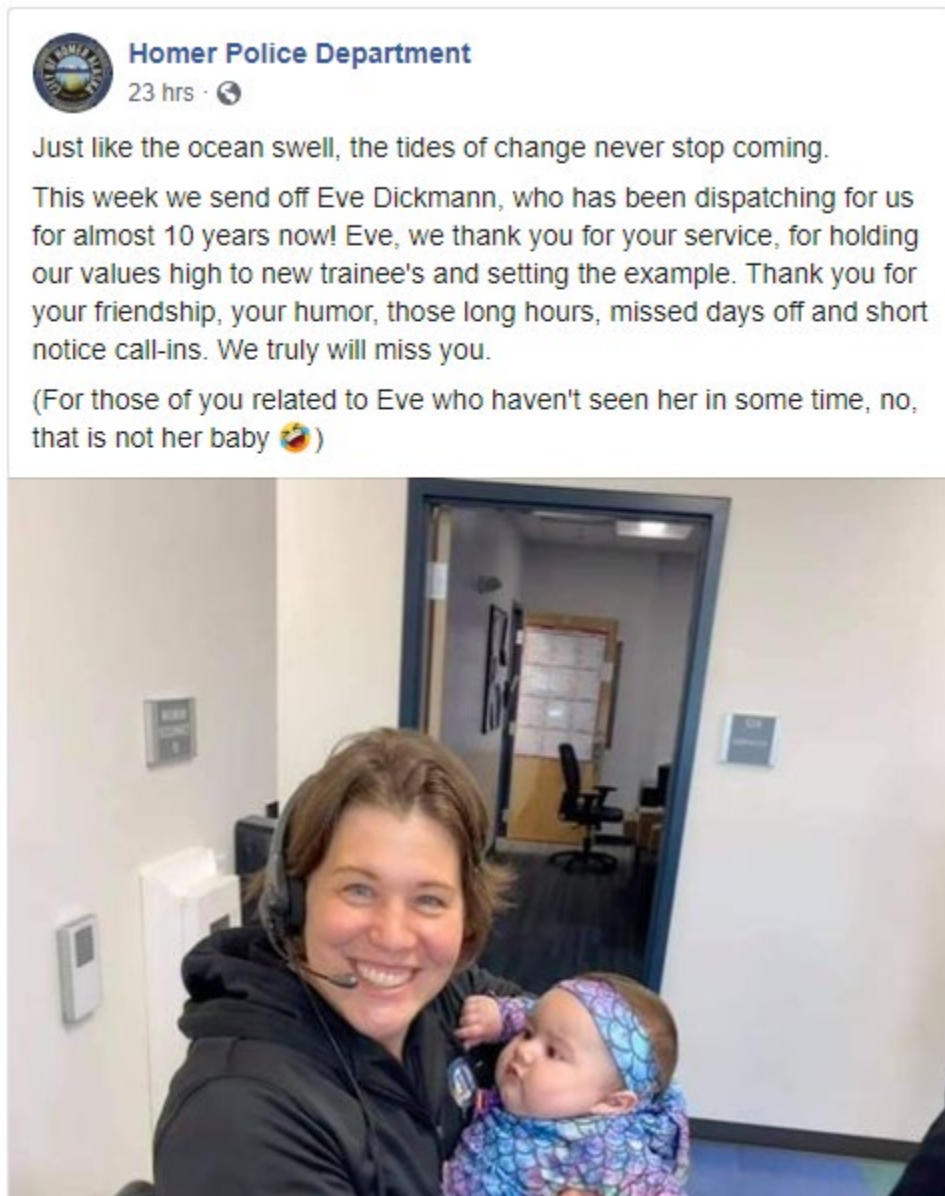 Homer Police Department
23 hrs ·
Just like the ocean swell, the tides of change never stop coming.
This week we send off Eve Dickmann, who has been dispatching for us
for almost 10 years now! Eve, we thank you for your service, for holding
our values high to new trainee's and setting the example. Thank you for
your friendship, your humor, those long hours, missed days off and short
notice call-ins. We truly will miss you.
(For those of you related to Eve who haven't seen her in some time, no,
that is not her baby 🤣)